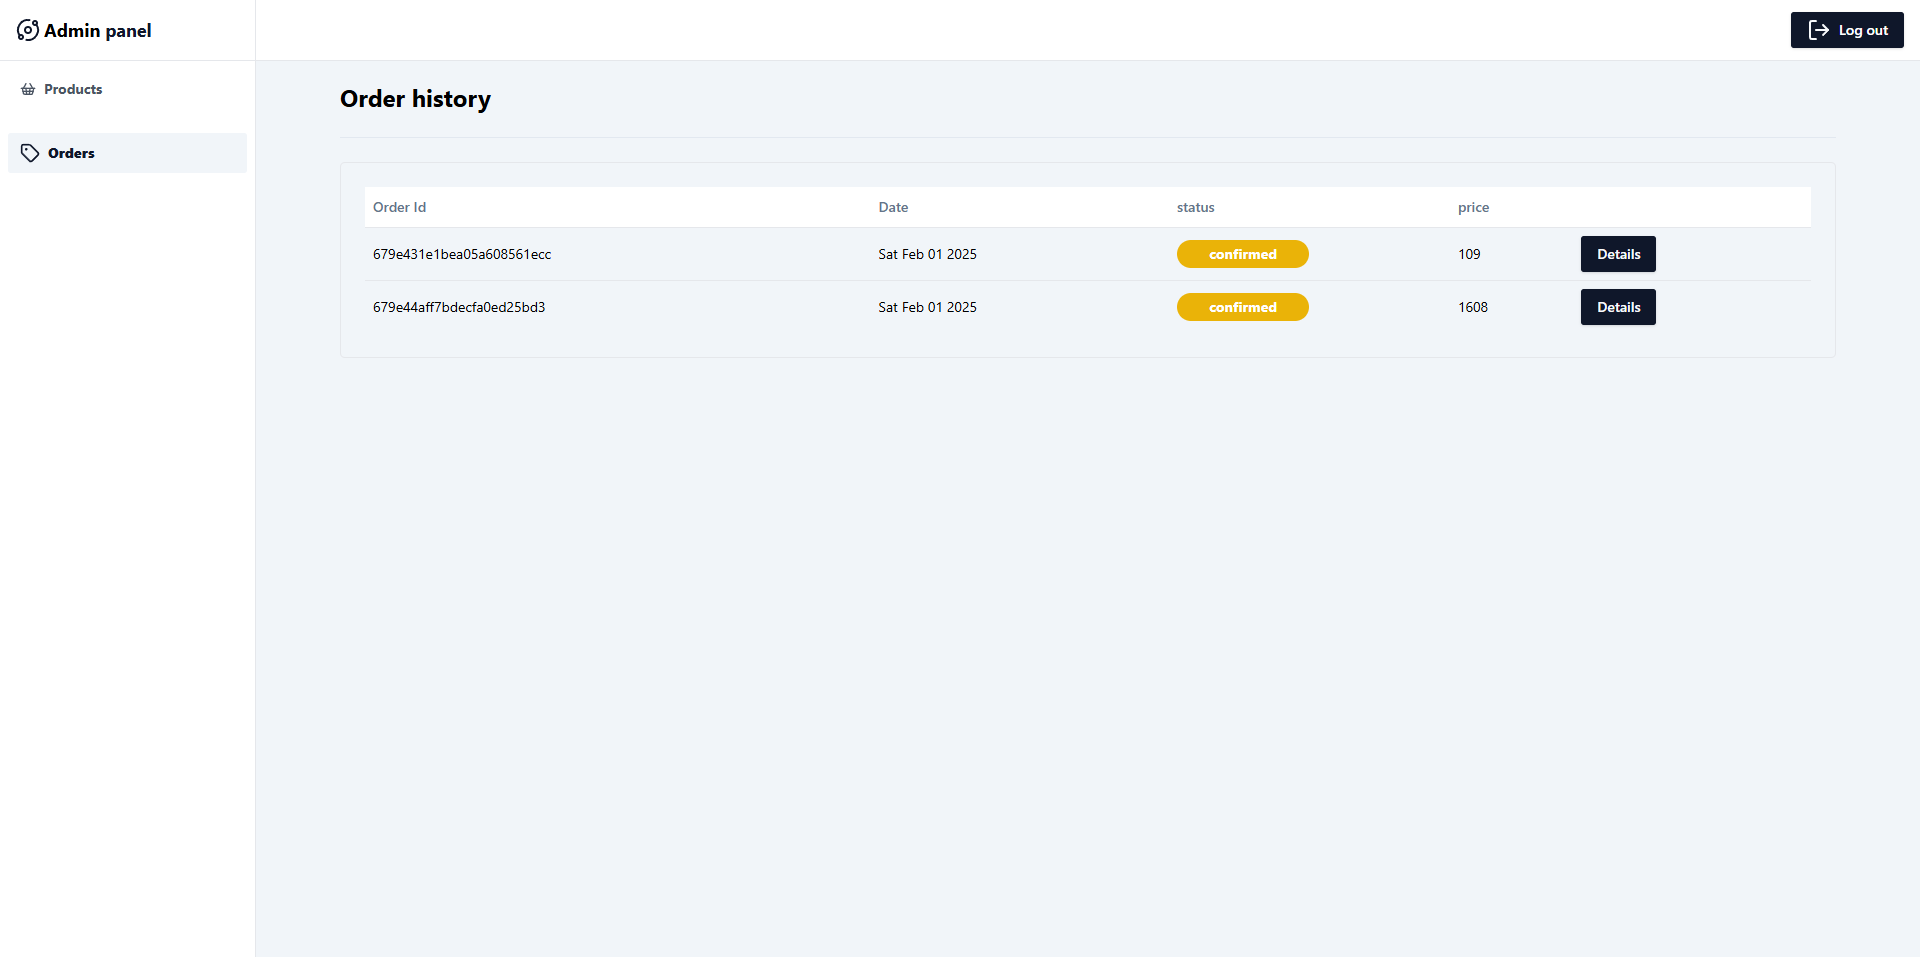 Admin panel
Log out
Products
Orders
Order history
Order Id Date status price
679e431e1bea05a608561ecc Sat Feb 01 2025 confirmed 109 Details
679e44aff7bdecfa0ed25bd3 Sat Feb 01 2025 confirmed 1608 Details